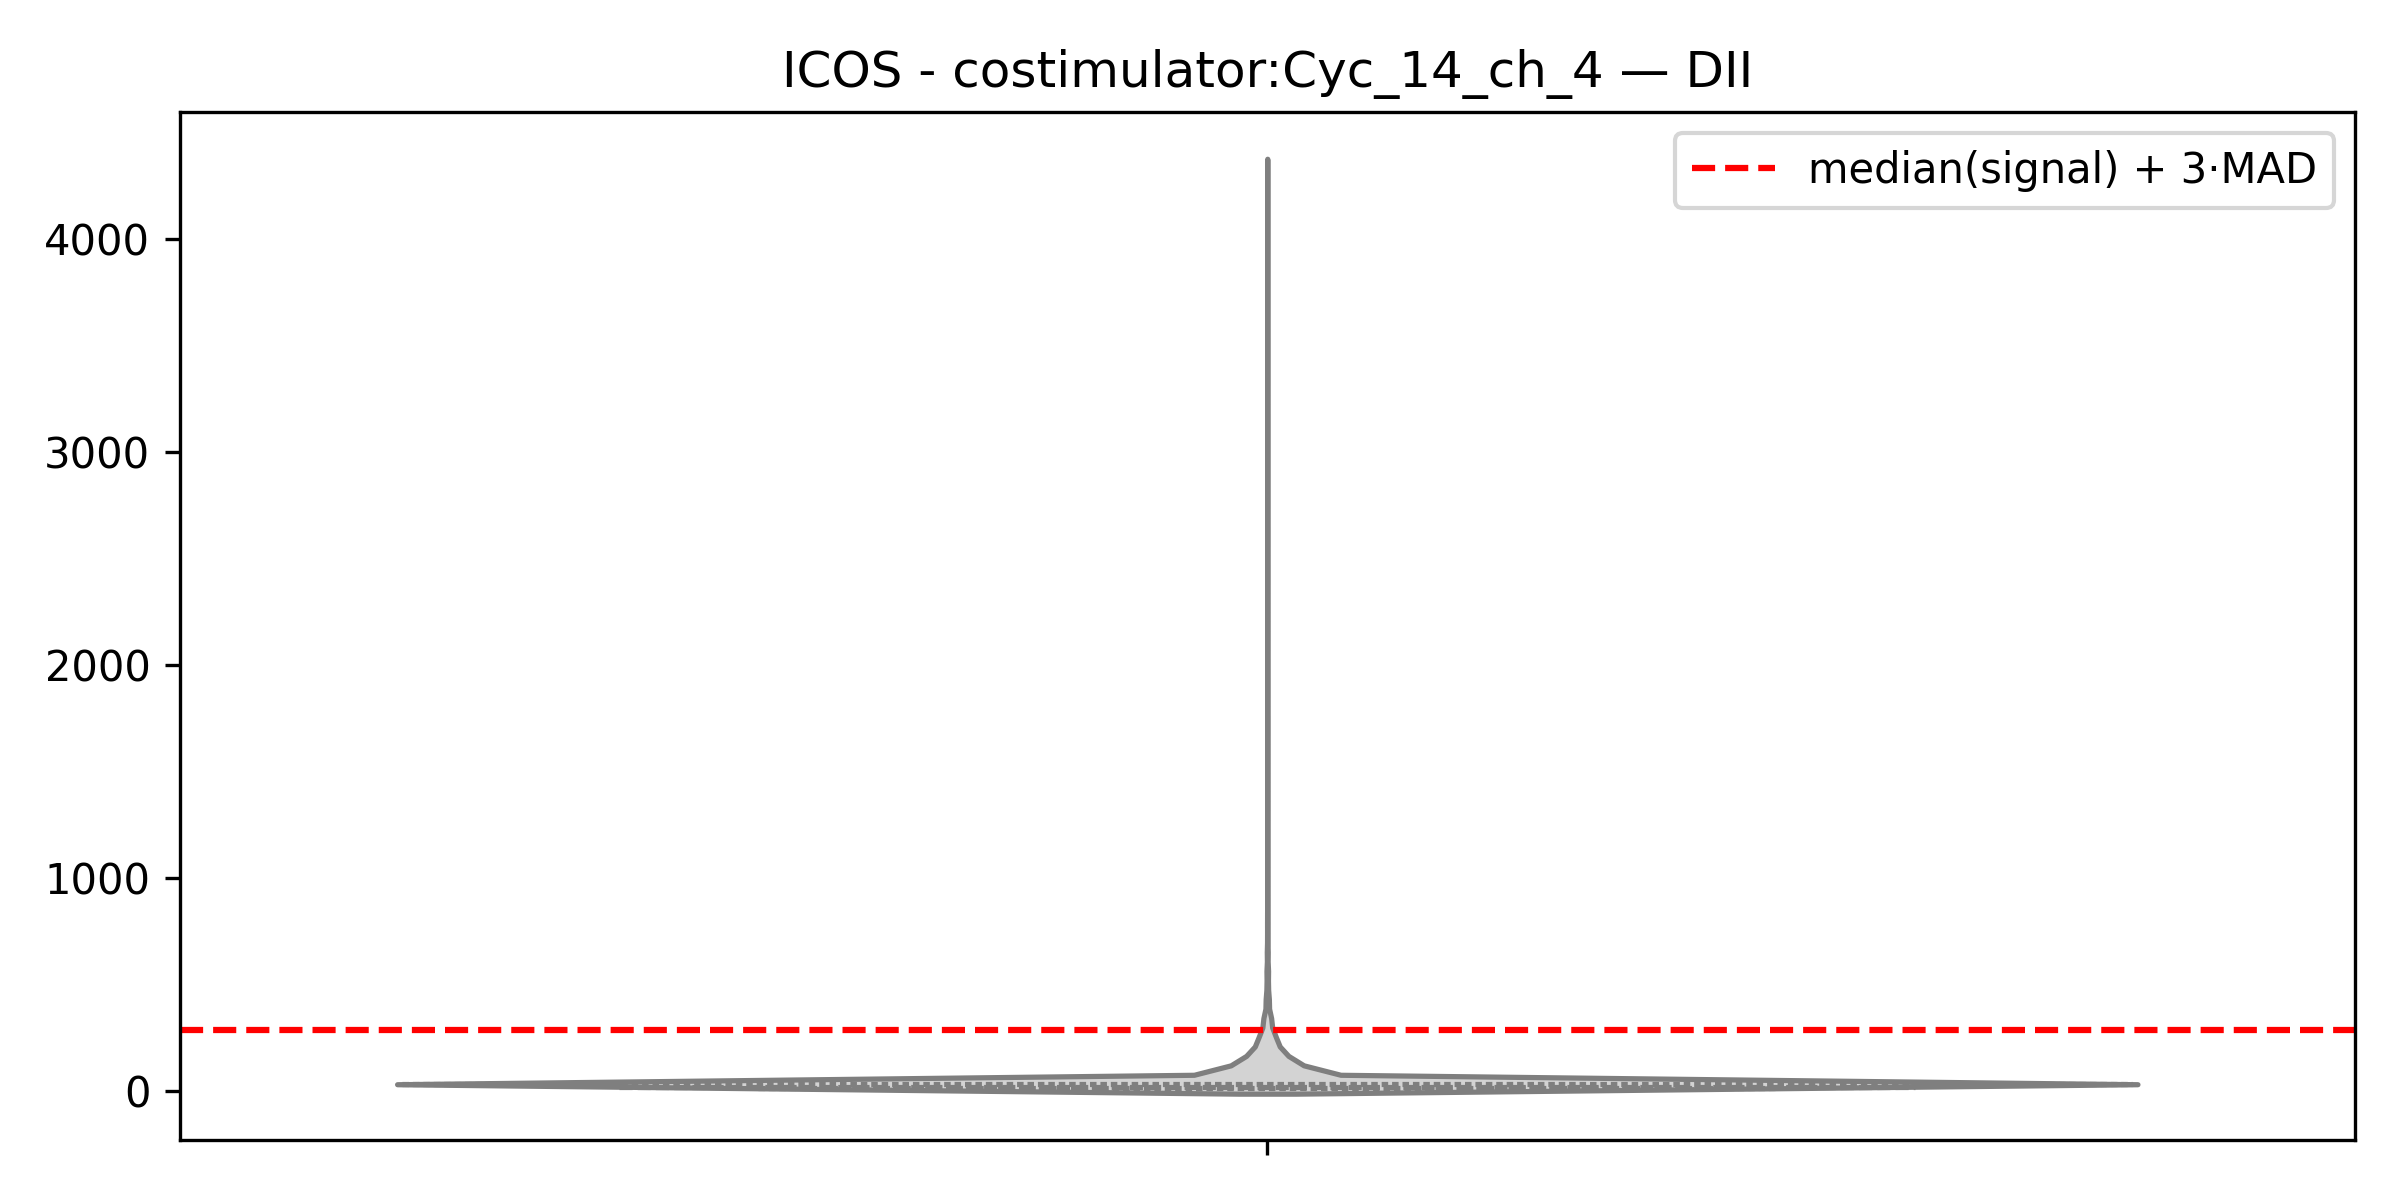 ICOS - costimulator:Cyc_14_ch_4 — DII
median(signal) + 3·MAD
4000
3000
2000
1000
0